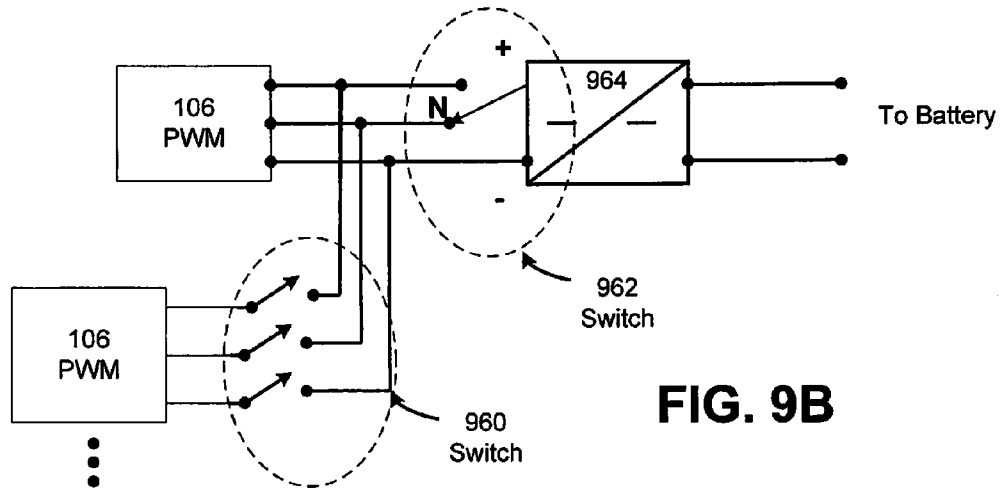 +
964
106
PWM
N
To Battery
-
962
Switch
106
PWM
960
Switch
FIG. 9B